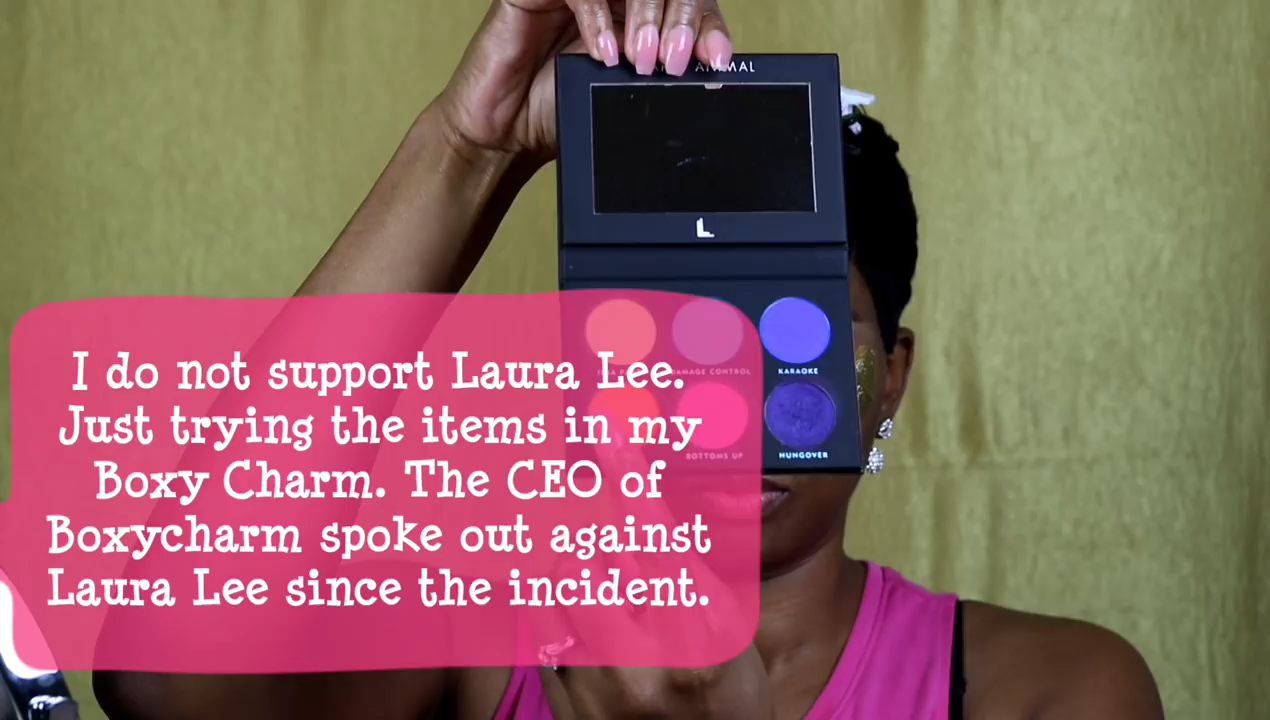 ANIMAL
L
DAMAGE CONTROL
KARAOKE
BOTTOMS UP
HUNGOVER
I do not support Laura Lee.
Just trying the items in my
Boxy Charm. The CEO of
Boxycharm spoke out against
Laura Lee since the incident.